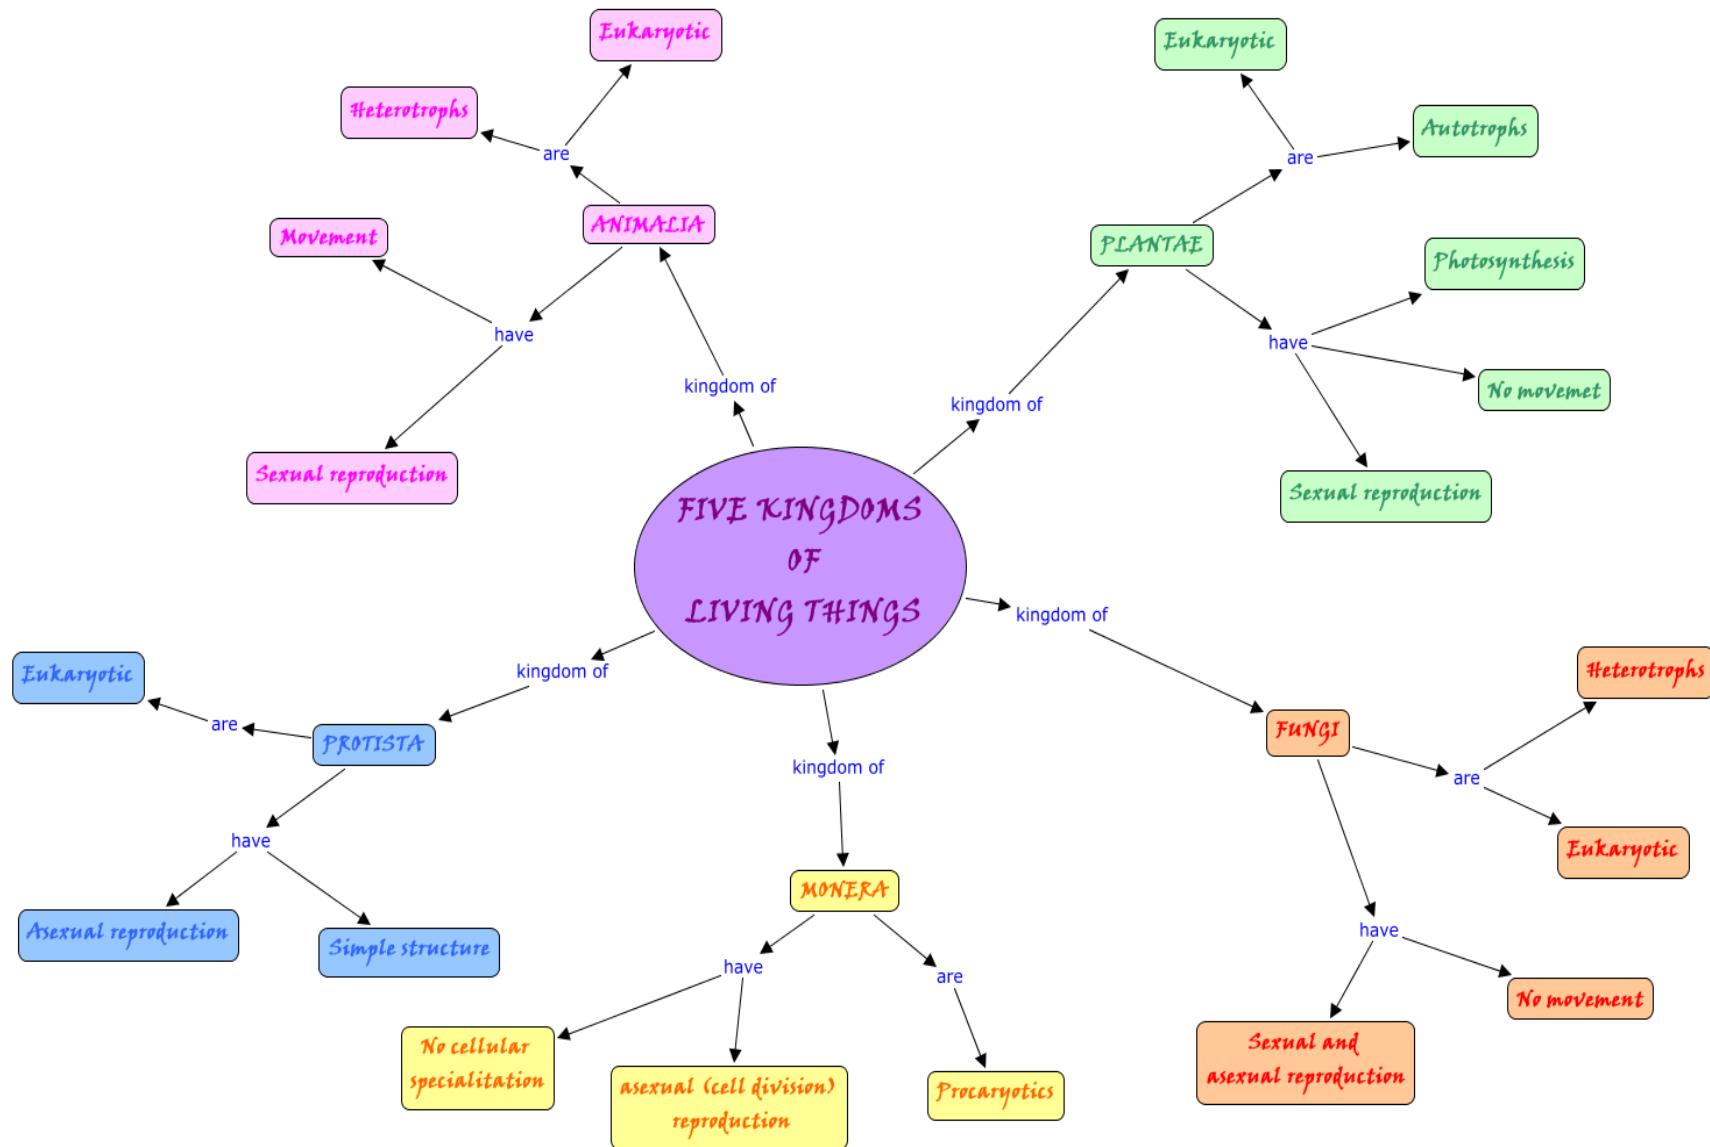 FIVE KINGDOMS
OF
LIVING THINGS
kingdom of
ANIMALIA
are
Eukaryotic
Heterotrophs
have
Movement
Sexual reproduction
kingdom of
PLANTAE
are
Eukaryotic
Autotrophs
have
Photosynthesis
No movemet
Sexual reproduction
kingdom of
FUNGI
are
Heterotrophs
Eukaryotic
have
No movement
Sexual and
asexual reproduction
kingdom of
MONERA
have
No cellular
specialitation
asexual (cell division)
reproduction
are
Procaryotics
kingdom of
PROTISTA
are
Eukaryotic
have
Asexual reproduction
Simple structure